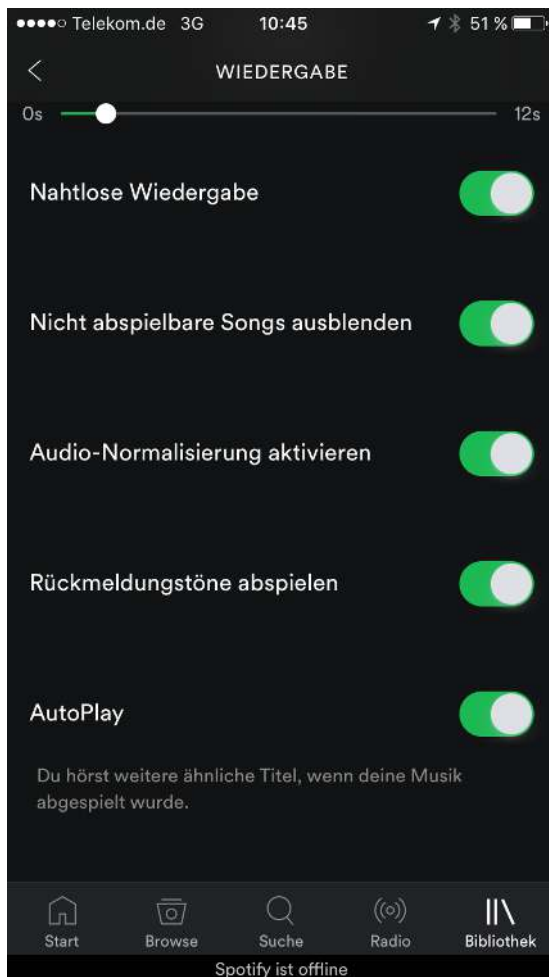 Telekom.de 3G 10:45 51 %
WIEDERGABE
0s 12s
Nahtlose Wiedergabe
Nicht abspielbare Songs ausblenden
Audio-Normalisierung aktivieren
Rückmeldungstöne abspielen
AutoPlay
Du hörst weitere ähnliche Titel, wenn deine Musik
abgespielt wurde.
Start Browse Suche Radio Bibliothek
Spotify ist offline